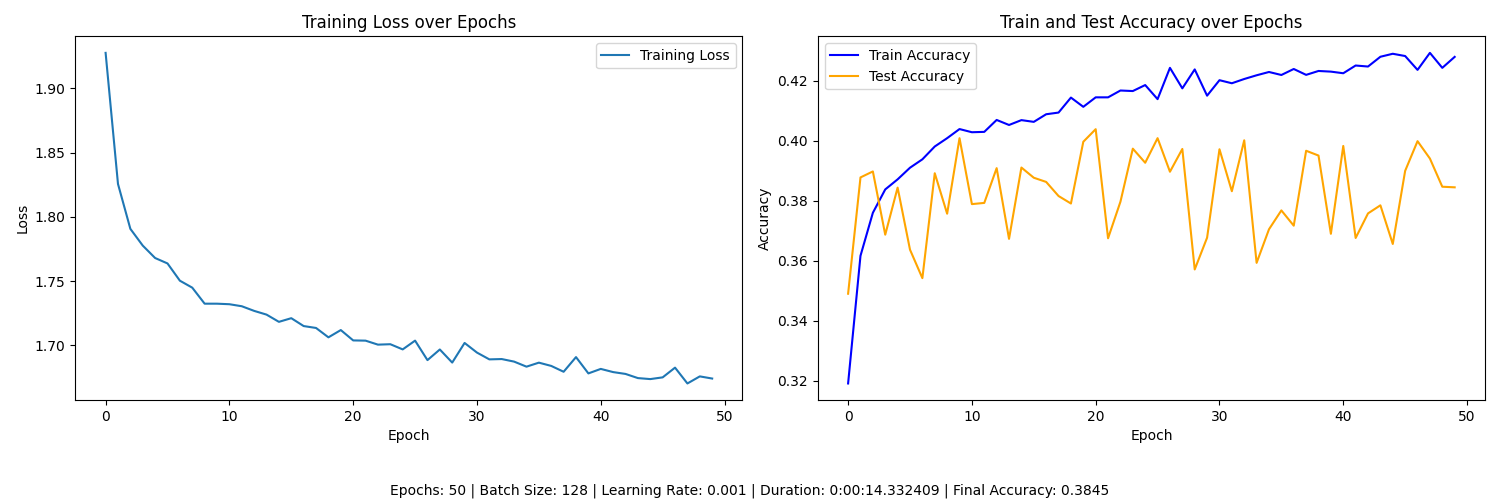 Training Loss over Epochs
Training Loss
1.90
1.85
1.80
1.75
1.70
Loss
0 10 20 30 40 50
Epoch
Train and Test Accuracy over Epochs
Train Accuracy
Test Accuracy
0.42
0.40
0.38
0.36
0.34
0.32
Accuracy
0 10 20 30 40 50
Epoch
Epochs: 50 | Batch Size: 128 | Learning Rate: 0.001 | Duration: 0:00:14.332409 | Final Accuracy: 0.3845